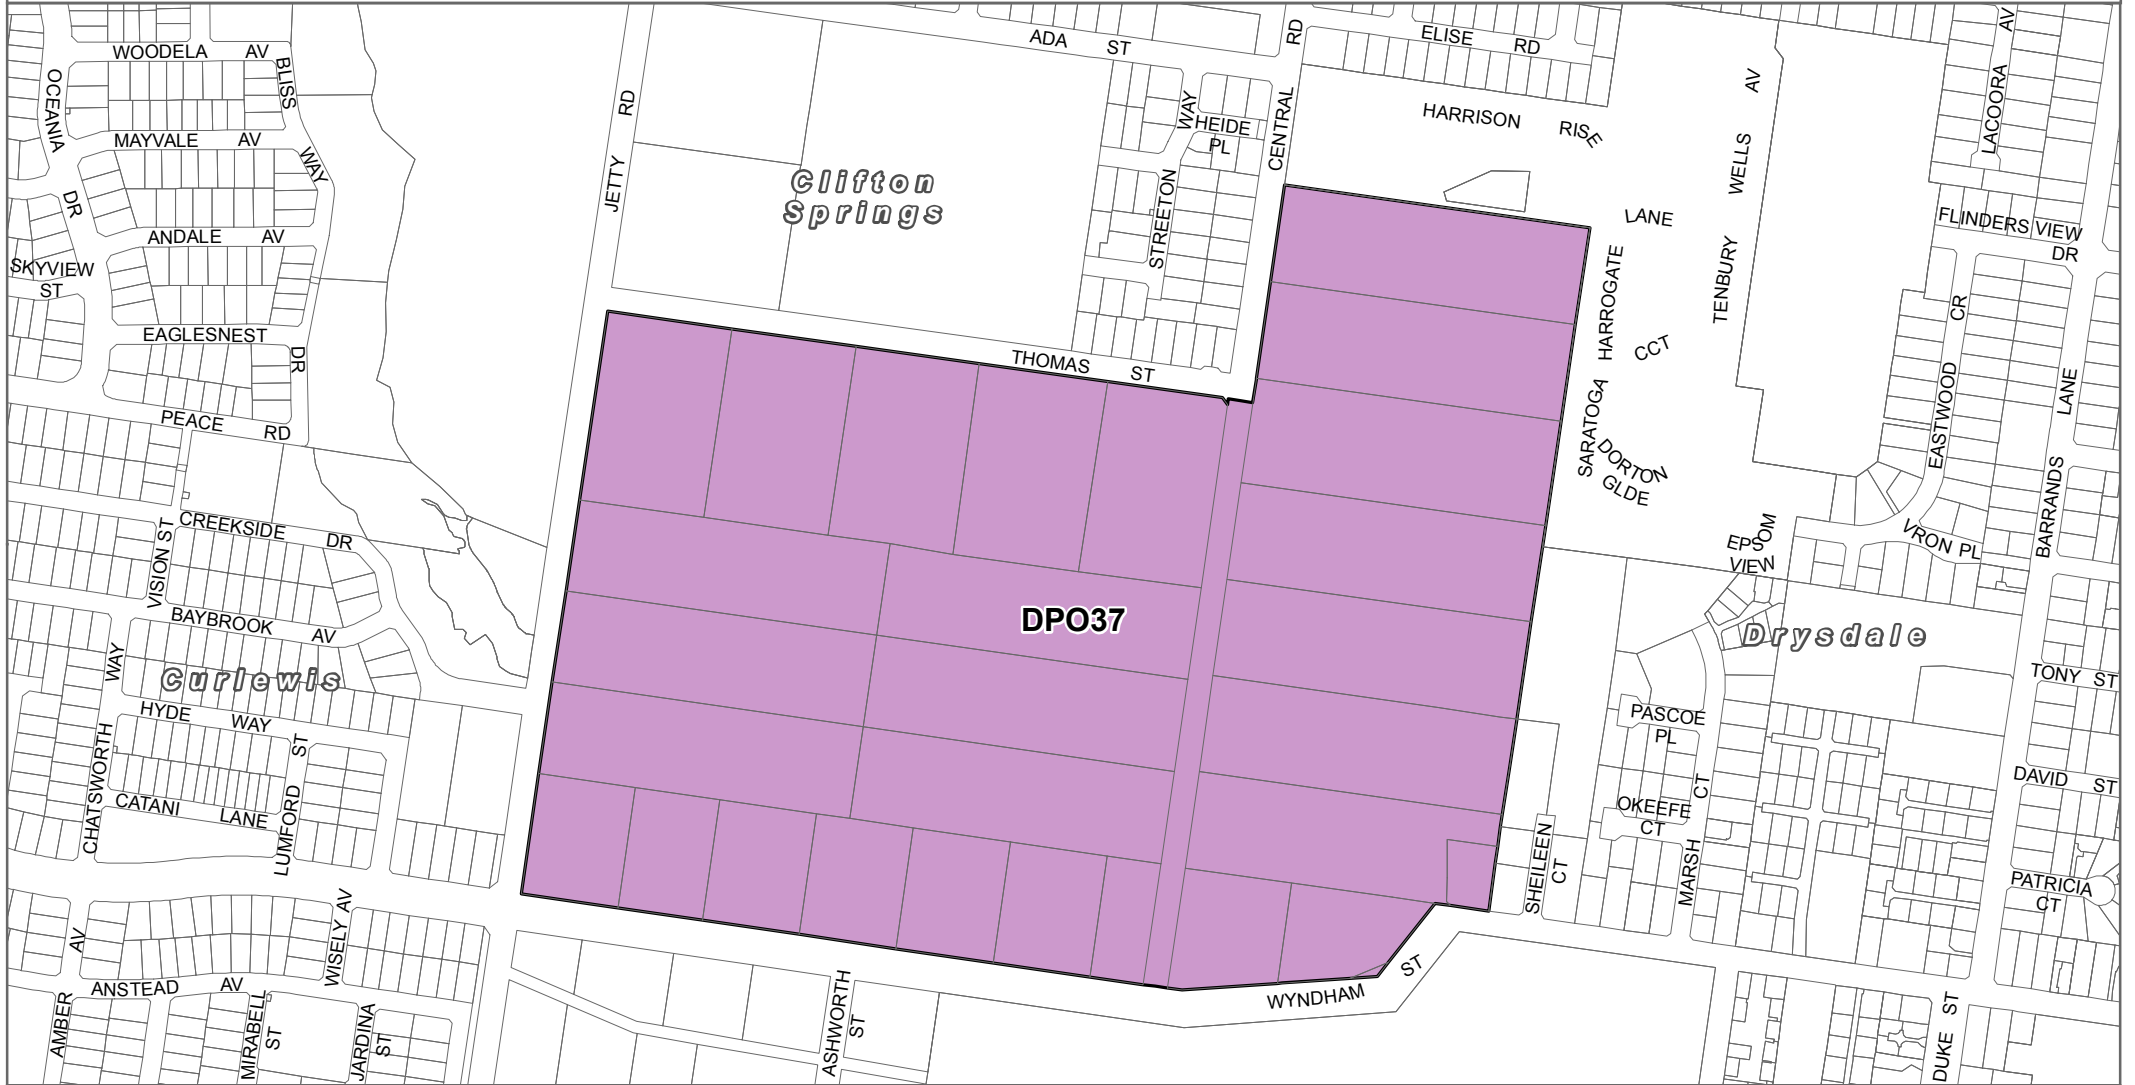 WOODELA AV
BLISS
WAY
OCEANIA
DR
MAYVALE AV
ANDALE AV
SKYVIEW
ST
EAGLESNEST
DR
PEACE RD
CREEKSIDE DR
VISION ST
BAYBROOK AV
WAY
CHATSWORTH
Curlewis
HYDE WAY
CATANI LANE
LUMFORD ST
AV
AMBER
ANSTEAD AV
WISELY AV
MIRABELL
ST
JARDINA
ST
JETTY RD
Clifton
Springs
ADA ST
WAY
STREETON
HEIDE
PL
CENTRAL
RD
ELISE RD
HARRISON RISE
LANE
HARROGATE
CCT
SARATOGA
DORTON
GLDE
TENBURY WELLS AV
EPSOM
VIEW
THOMAS ST
DPO37
LACOORA AV
FLINDERS VIEW
DR
EASTWOOD CR
VRON PL
BARRANDS LANE
Drysdale
TONY ST
PASCOE
PL
OKEEFE
CT
MARSH CT
SHEILEEN
CT
DAVID ST
PATRICIA
CT
DUKE ST
WYNDHAM ST
ASHWORTH
ST